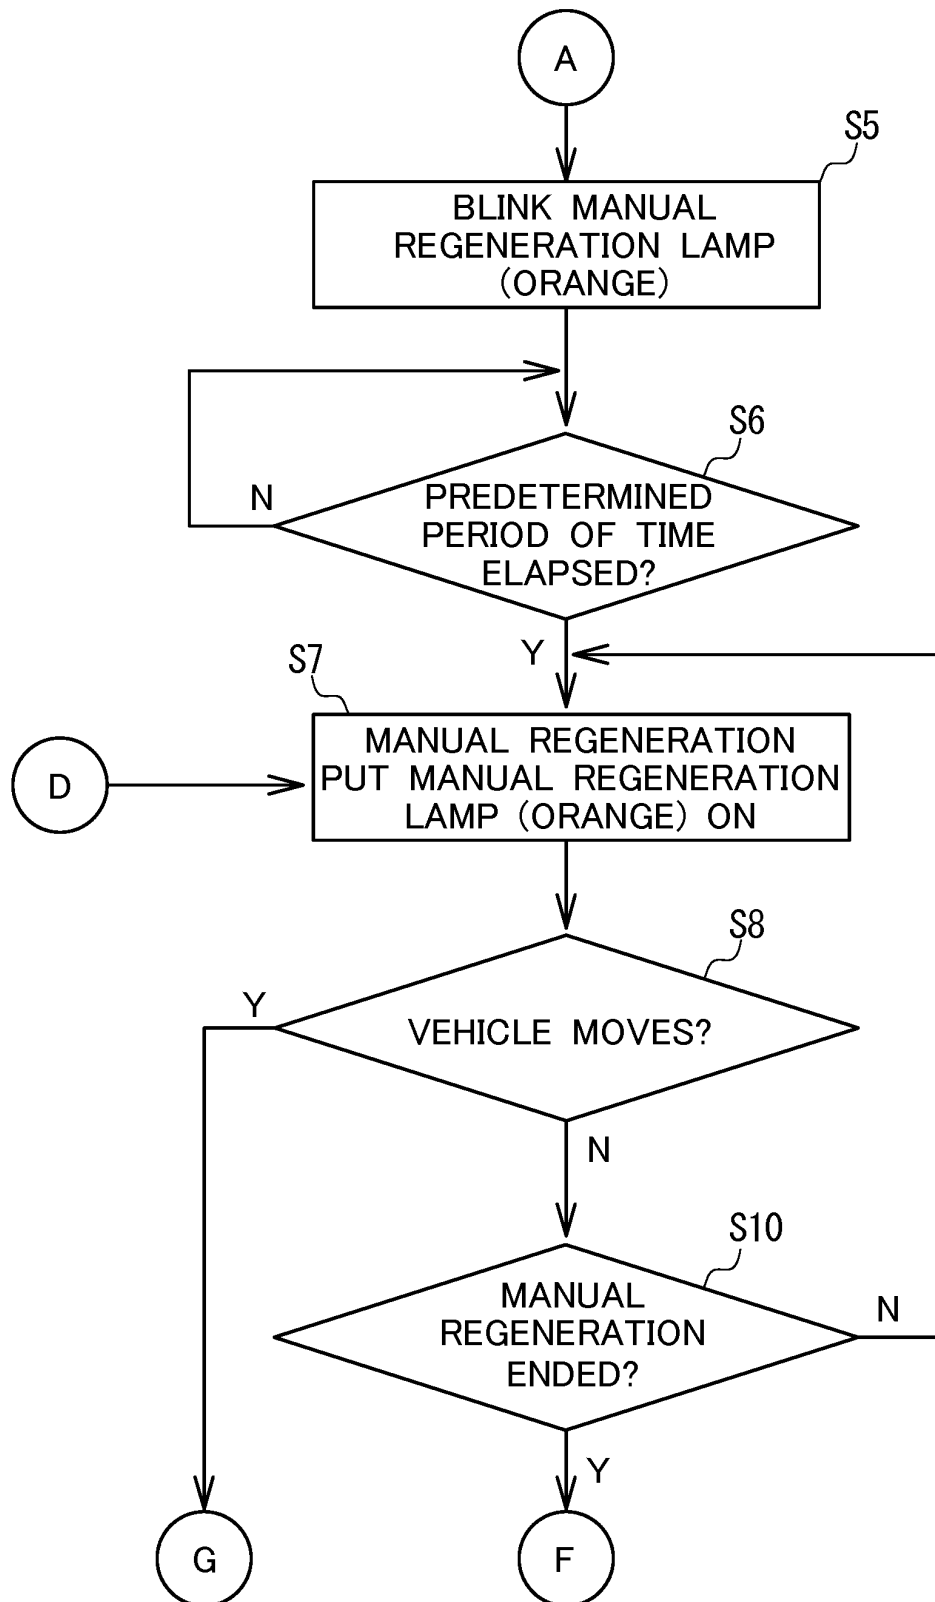 A
S5
BLINK MANUAL
REGENERATION LAMP
(ORANGE)
S6
N
PREDETERMINED
PERIOD OF TIME
ELAPSED?
Y
S7
D
MANUAL REGENERATION
PUT MANUAL REGENERATION
LAMP (ORANGE) ON
S8
Y
VEHICLE MOVES?
N
S10
MANUAL
REGENERATION
ENDED?
N
Y
G
F